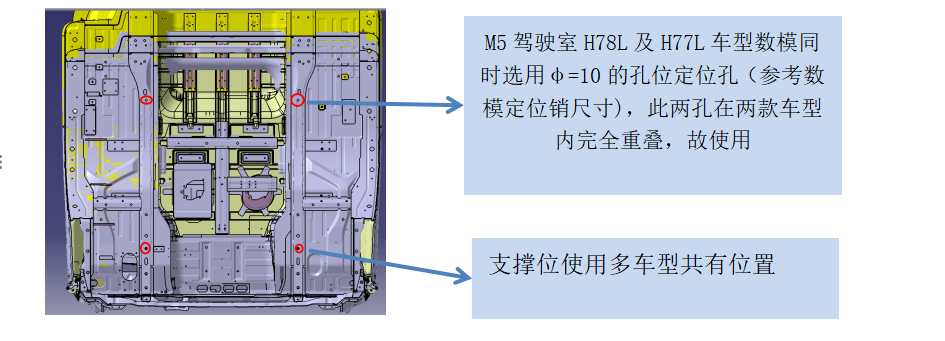 M5 驾驶室 H78L 及 H77L 车型数模同
时选用φ=10 的孔位定位孔（参考数
模定位销尺寸)，此两孔在两款车型
内完全重叠，故使用
支撑位使用多车型共有位置